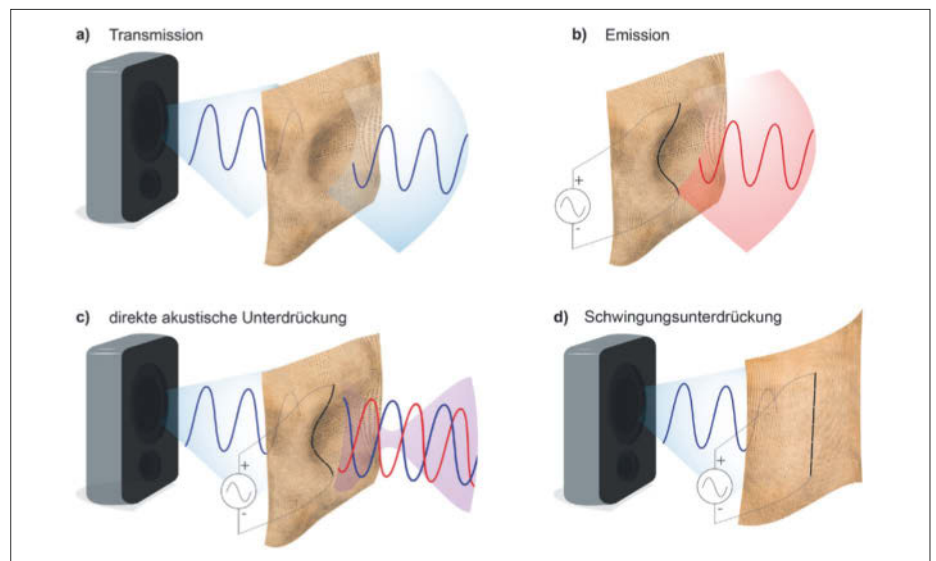 a) Transmission
b) Emission
+
-
c) direkte akustische Unterdrückung
d) Schwingungsunterdrückung
+
-
+
-